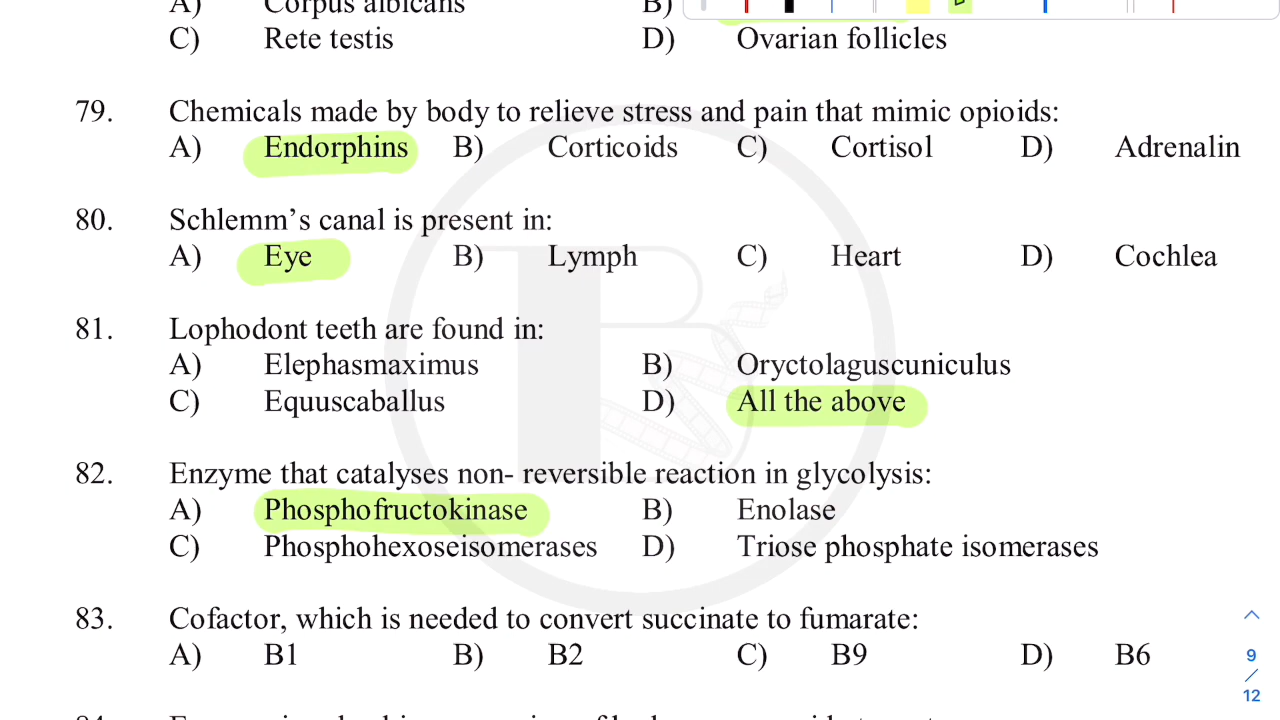 A) Corpus albicans B)
C) Rete testis D) Ovarian follicles
79. Chemicals made by body to relieve stress and pain that mimic opioids:
A) Endorphins B) Corticoids C) Cortisol D) Adrenalin
80. Schlemm’s canal is present in:
A) Eye B) Lymph C) Heart D) Cochlea
81. Lophodont teeth are found in:
A) Elephasmaximus B) Oryctolaguscuniculus
C) Equuscaballus D) All the above
82. Enzyme that catalyses non- reversible reaction in glycolysis:
A) Phosphofructokinase B) Enolase
C) Phosphohexoseisomerases D) Triose phosphate isomerases
83. Cofactor, which is needed to convert succinate to fumarate:
A) B1 B) B2 C) B9 D) B6
9
/
12
84.